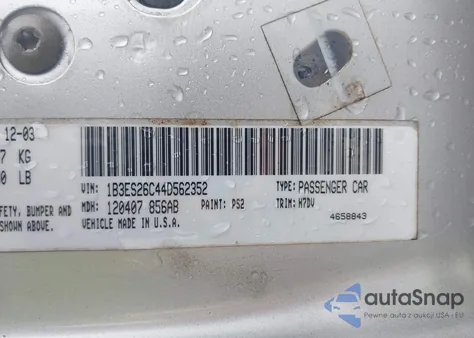 12-03
7 KG
0 LB
VIN: 1B3ES26C44D562352
TYPE: PASSENGER CAR
MDH: 120407 856AB
PAINT: PS2
TRIM: H7DV
FETY, BUMPER AND
SHOWN ABOVE.
VEHICLE MADE IN U.S.A.
4658843
autoSnap
Pewne auta z aukcji USA i EU